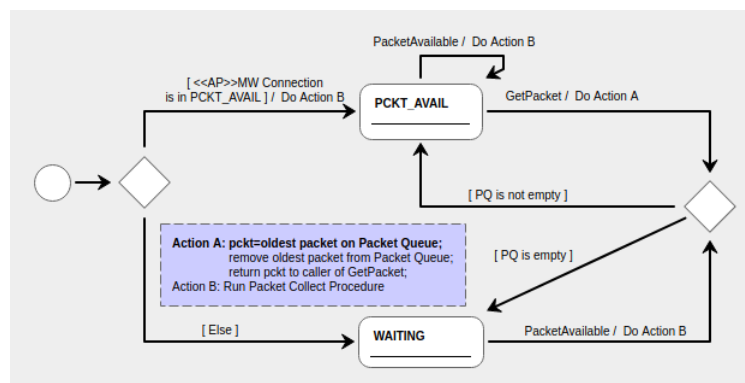 PacketAvailable / Do Action B
[ <<AP>>MW Connection
is in PCKT_AVAIL ] / Do Action B
PCKT_AVAIL
GetPacket / Do Action A
[ PQ is not empty ]
Action A: pckt=oldest packet on Packet Queue;
remove oldest packet from Packet Queue;
return pckt to caller of GetPacket;
Action B: Run Packet Collect Procedure
[ PQ is empty ]
[ Else ]
WAITING
PacketAvailable / Do Action B